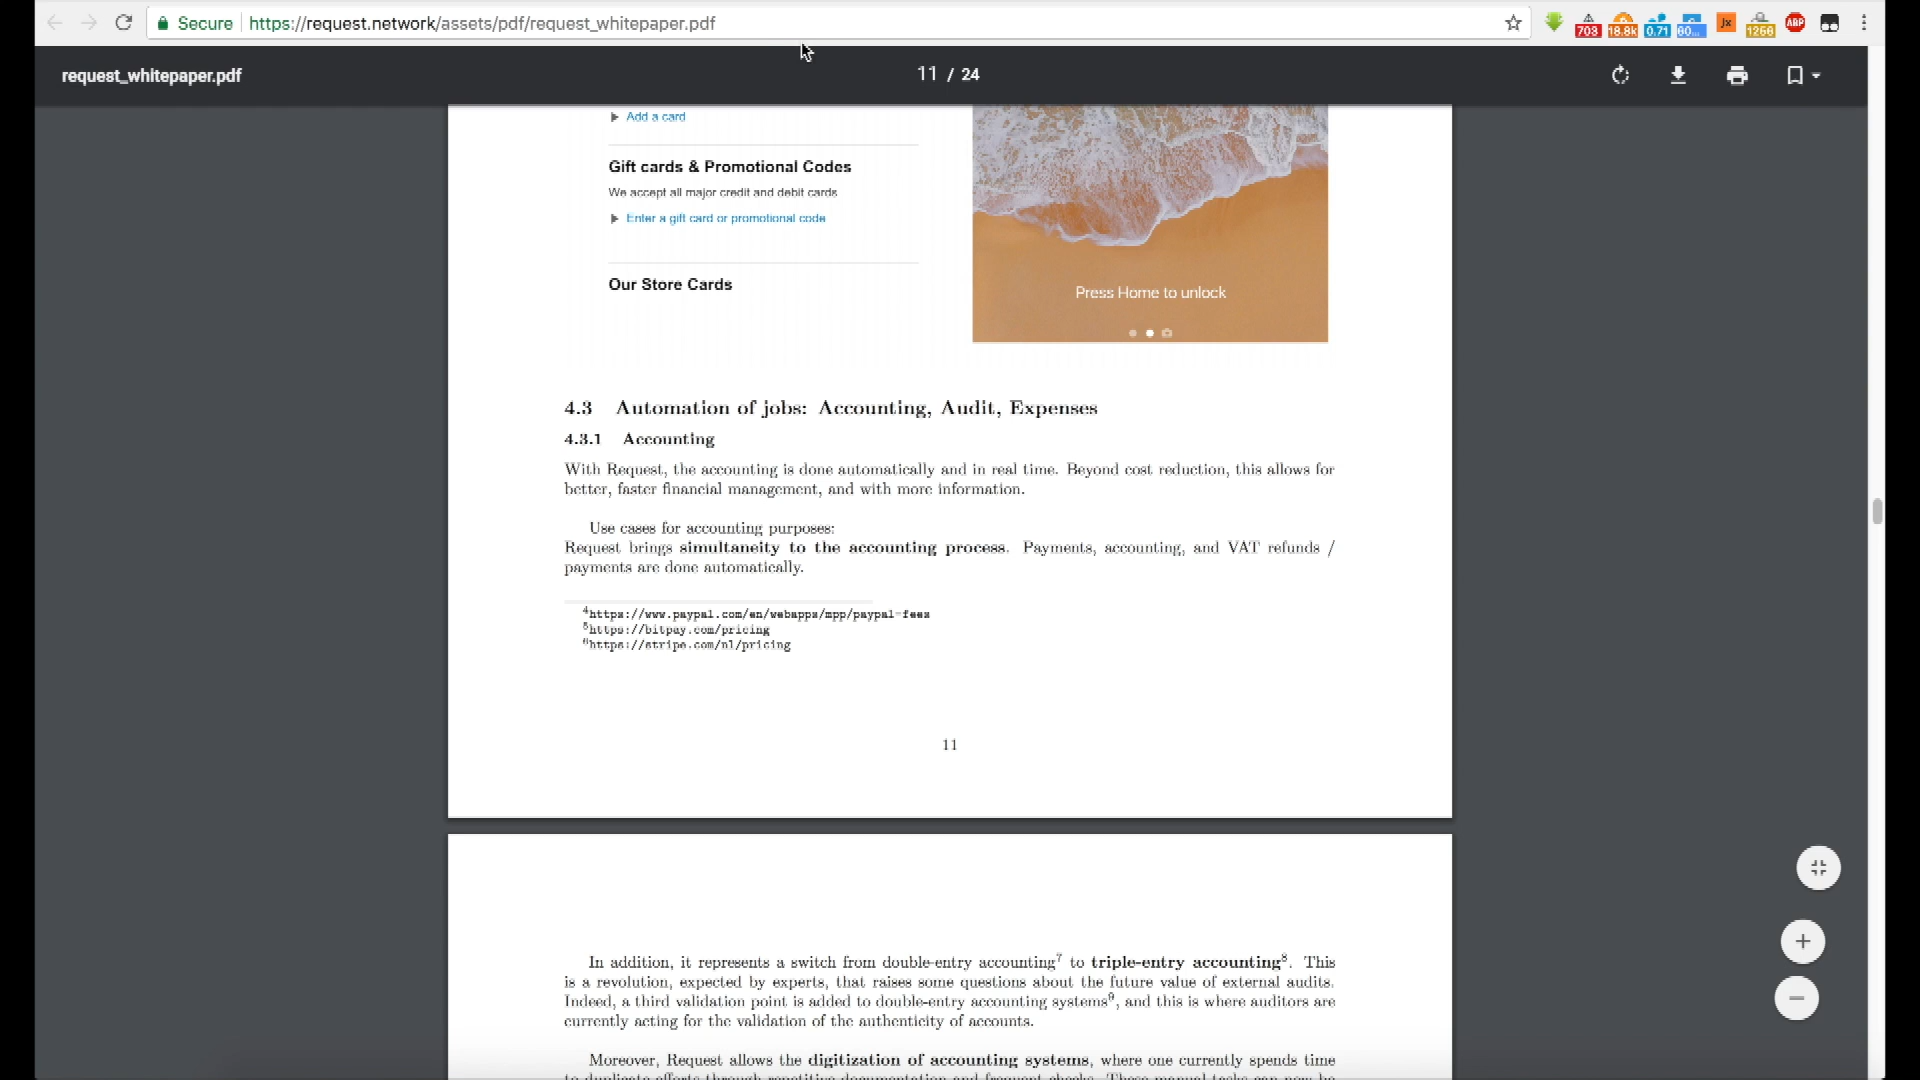 Secure https://request.network/assets/pdf/request_whitepaper.pdf
703 18.8k 0.71 60... Jx 1266 ABP
request_whitepaper.pdf
11 / 24
Add a card
Gift cards & Promotional Codes
We accept all major credit and debit cards
Enter a gift card or promotional code
Our Store Cards
Press Home to unlock
4.3 Automation of jobs: Accounting, Audit, Expenses
4.3.1 Accounting
With Request, the accounting is done automatically and in real time. Beyond cost reduction, this allows for
better, faster financial management, and with more information.
Use cases for accounting purposes:
Request brings simultaneity to the accounting process. Payments, accounting, and VAT refunds /
payments are done automatically.
4https://www.paypal.com/en/webapps/mpp/paypal-fees
5https://bitpay.com/pricing
6https://stripe.com/nl/pricing
11
In addition, it represents a switch from double-entry accounting7 to triple-entry accounting8. This
is a revolution, expected by experts, that raises some questions about the future value of external audits.
Indeed, a third validation point is added to double-entry accounting systems9, and this is where auditors are
currently acting for the validation of the authenticity of accounts.
Moreover, Request allows the digitization of accounting systems, where one currently spends time